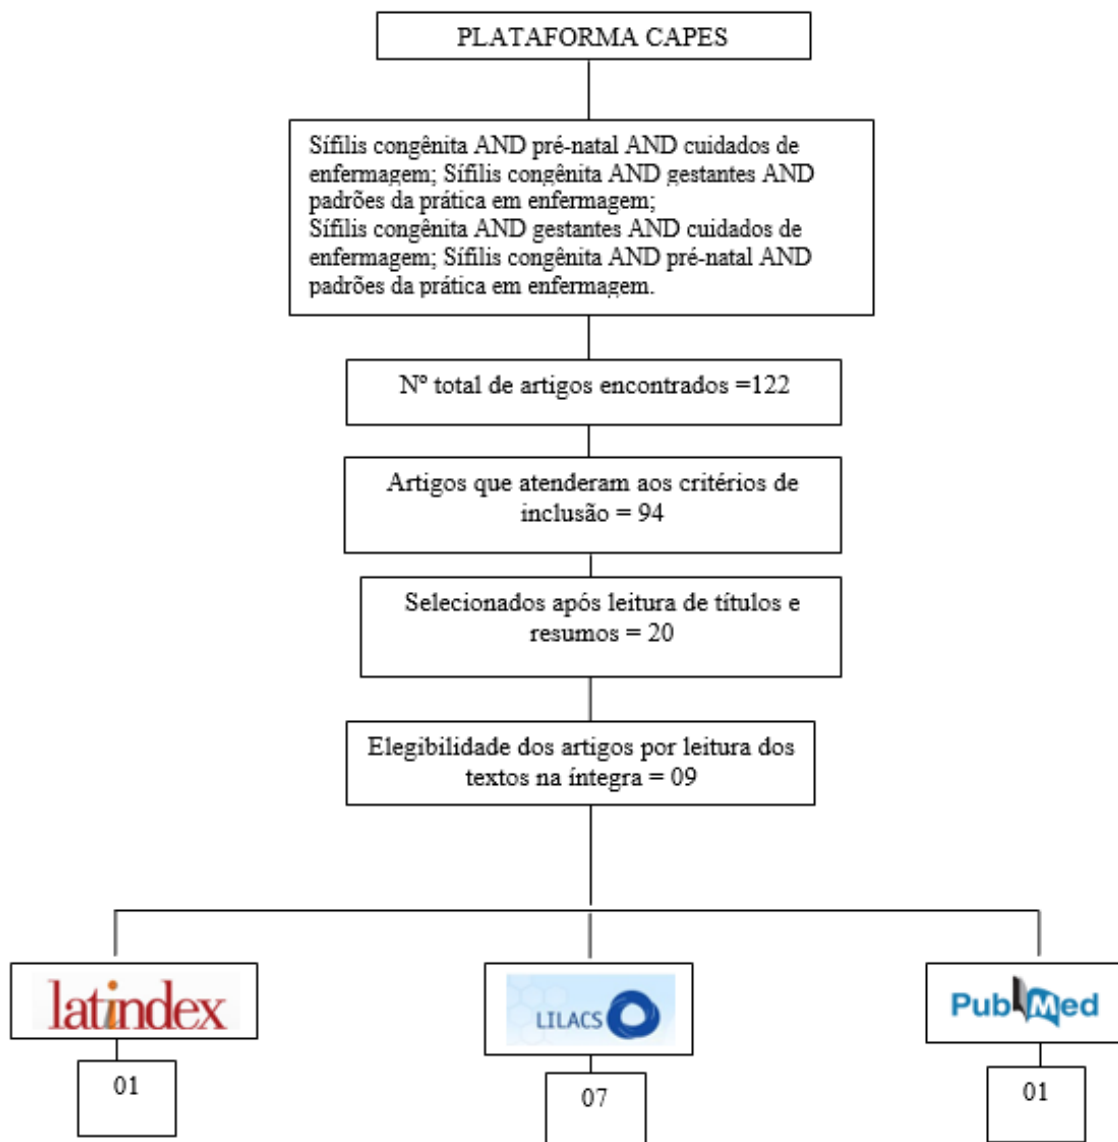 PLATAFORMA CAPES
Sífilis congênita AND pré-natal AND cuidados de
enfermagem; Sífilis congênita AND gestantes AND
padrões da prática em enfermagem;
Sífilis congênita AND gestantes AND cuidados de
enfermagem; Sífilis congênita AND pré-natal AND
padrões da prática em enfermagem.
Nº total de artigos encontrados =122
Artigos que atenderam aos critérios de
inclusão = 94
Selecionados após leitura de títulos e
resumos = 20
Elegibilidade dos artigos por leitura dos
textos na íntegra = 09
latindex
LILACS
PubMed
01
07
01